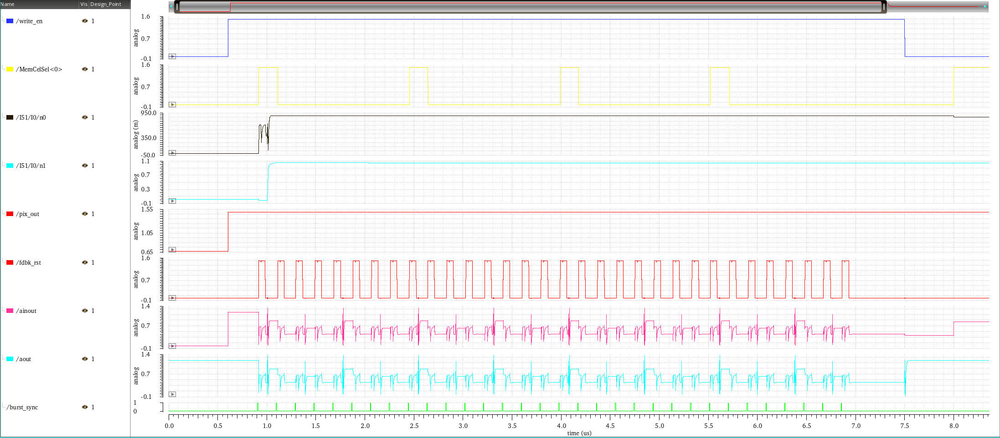 Name Vis Design_Point
/write_en 1
1.6
0.7
-0.1
analog
/MemCelSel<0> 1
1.6
0.7
-0.1
analog
/I51/I0/n0 1
950.0
350.0
-50.0
analog (m)
/I51/I0/n1 1
1.1
0.7
0.3
-0.1
analog
/pix_out 1
1.55
1.05
0.65
analog
/fdbk_rst 1
1.6
0.7
-0.1
analog
/ainout 1
1.4
0.7
-0.1
analog
/aout 1
1.4
0.7
-0.1
analog
/burst_sync 1
1
0
0.0 0.5 1.0 1.5 2.0 2.5 3.0 3.5 4.0 4.5 5.0 5.5 6.0 6.5 7.0 7.5 8.0
time (us)